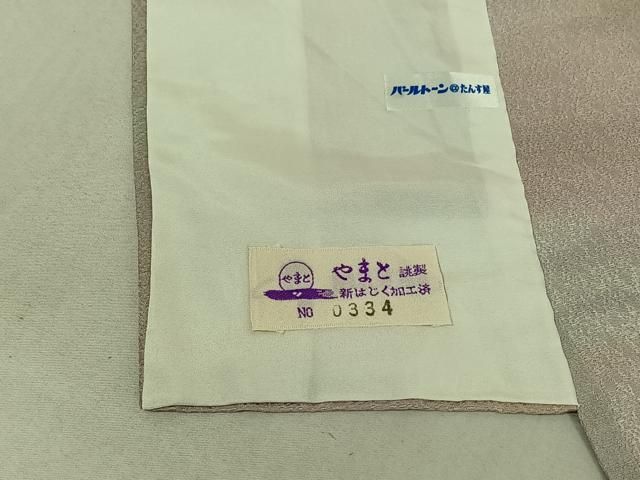 パールトーン@たんす屋
やまと やまと 謹製
新はじく加工済
NO 0334